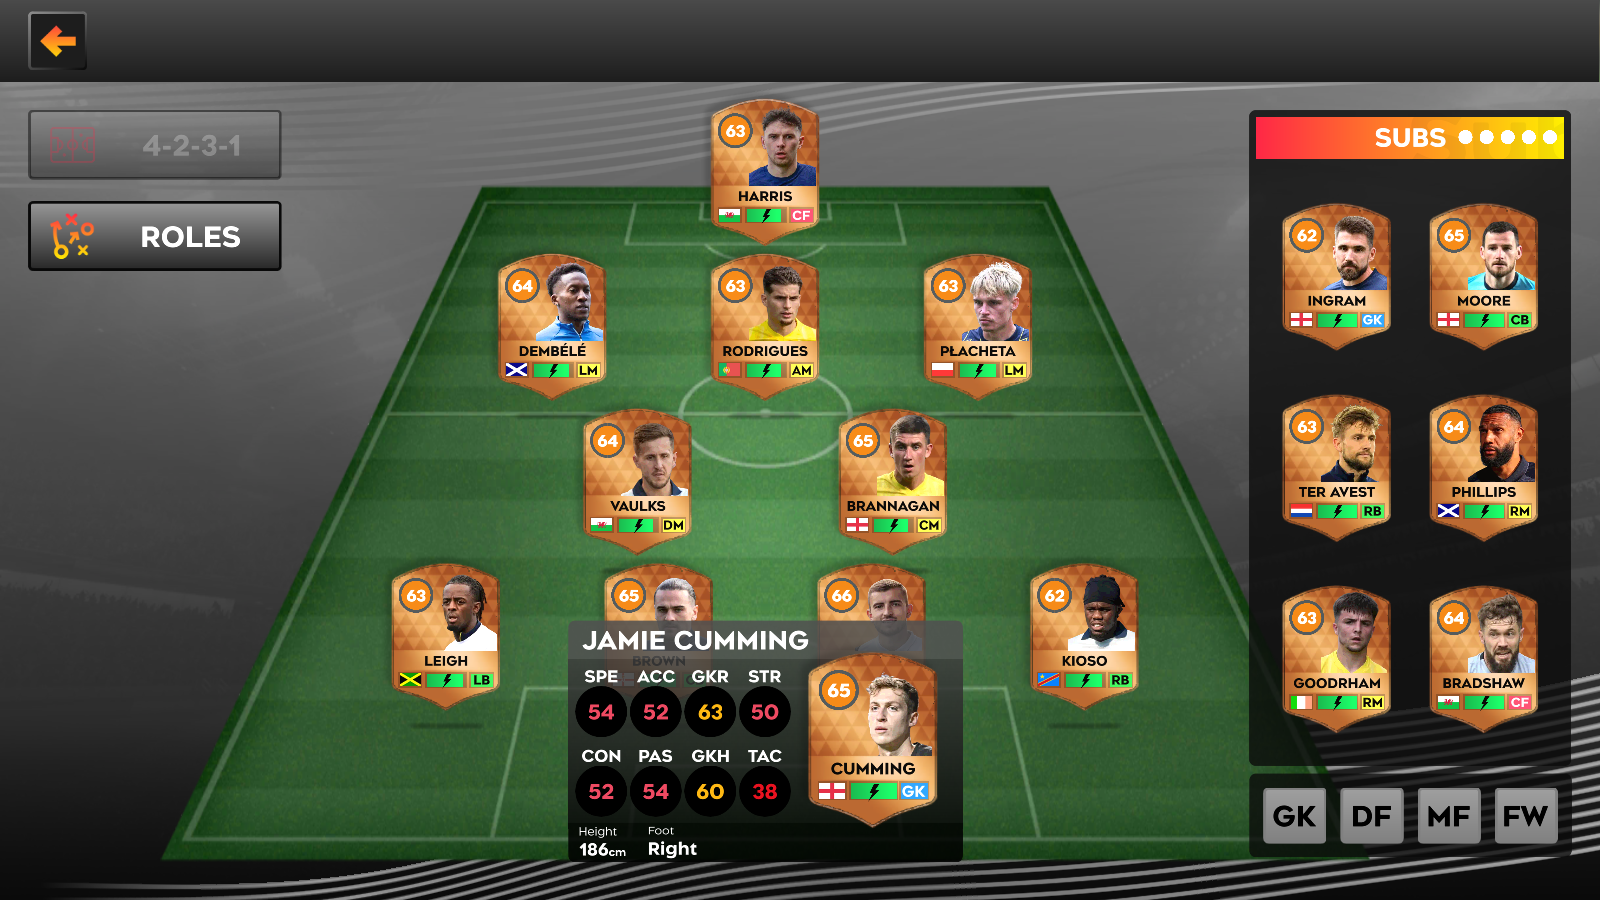 4-2-3-1
ROLES
63
HARRIS
CF
64
DEMBÉLÉ
LM
63
RODRIGUES
AM
63
PŁACHETA
LM
64
VAULKS
DM
65
BRANNAGAN
CM
63
LEIGH
LB
65
BROWN
66
62
KIOSO
RB
JAMIE CUMMING
SPE ACC GKR STR
54 52 63 50
CON PAS GKH TAC
52 54 60 38
Height Foot
186cm Right
65
CUMMING
GK
SUBS
62
INGRAM
GK
65
MOORE
CB
63
TER AVEST
RB
64
PHILLIPS
RM
63
GOODRHAM
RM
64
BRADSHAW
CF
GK DF MF FW